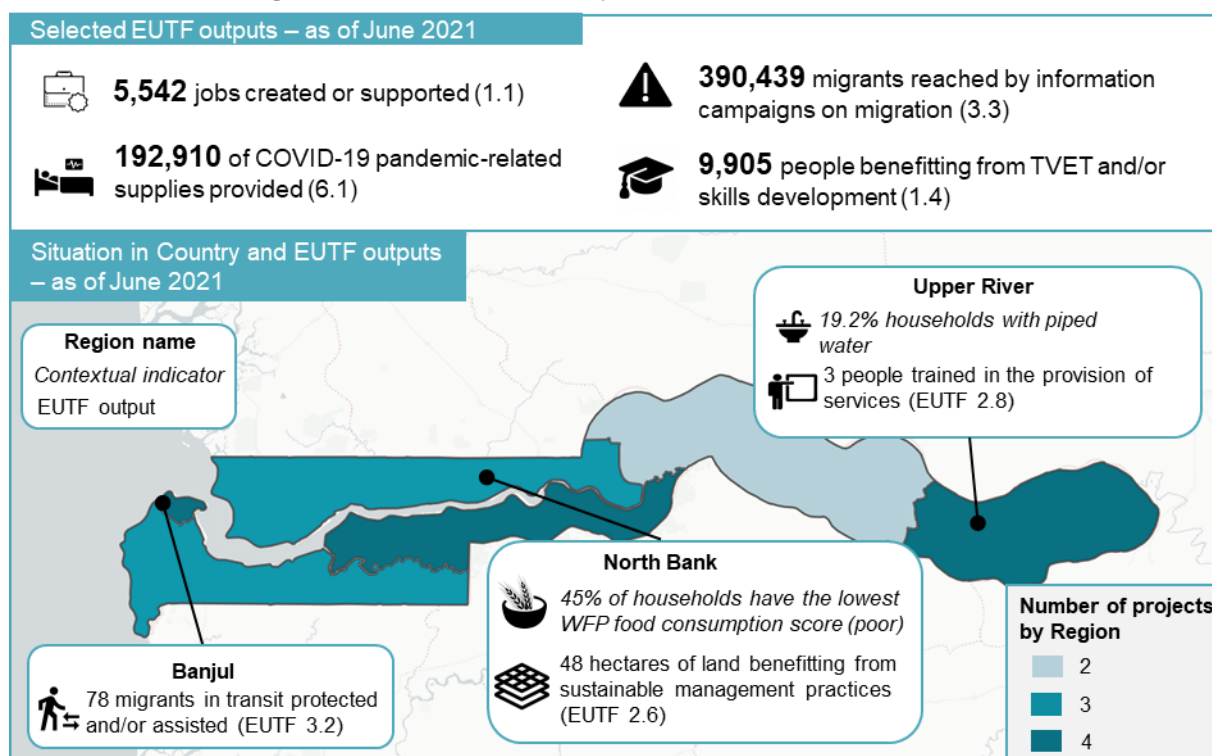 Selected EUTF outputs – as of June 2021
5,542 jobs created or supported (1.1)
192,910 of COVID-19 pandemic-related
supplies provided (6.1)
390,439 migrants reached by information
campaigns on migration (3.3)
9,905 people benefitting from TVET and/or
skills development (1.4)
Situation in Country and EUTF outputs
– as of June 2021
Region name
Contextual indicator
EUTF output
Upper River
19.2% households with piped
water
3 people trained in the provision of
services (EUTF 2.8)
North Bank
45% of households have the lowest
WFP food consumption score (poor)
48 hectares of land benefitting from
sustainable management practices
(EUTF 2.6)
Banjul
78 migrants in transit protected
and/or assisted (EUTF 3.2)
Number of projects
by Region
2
3
4